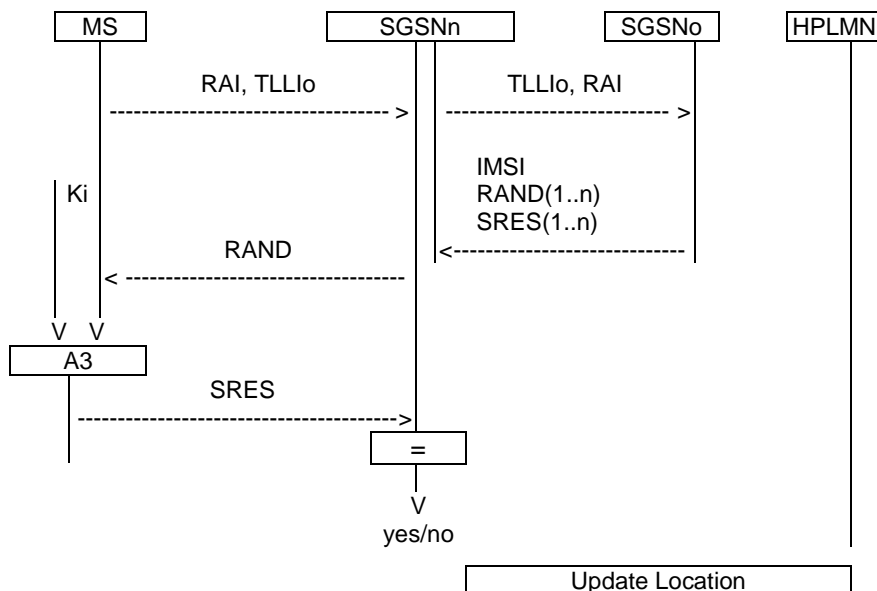 MS SGSNn SGSNo HPLMN
RAI, TLLIo TLLIo, RAI
IMSI
Ki RAND(1..n)
SRES(1..n)
RAND
V V
A3
SRES
=
V
yes/no
Update Location